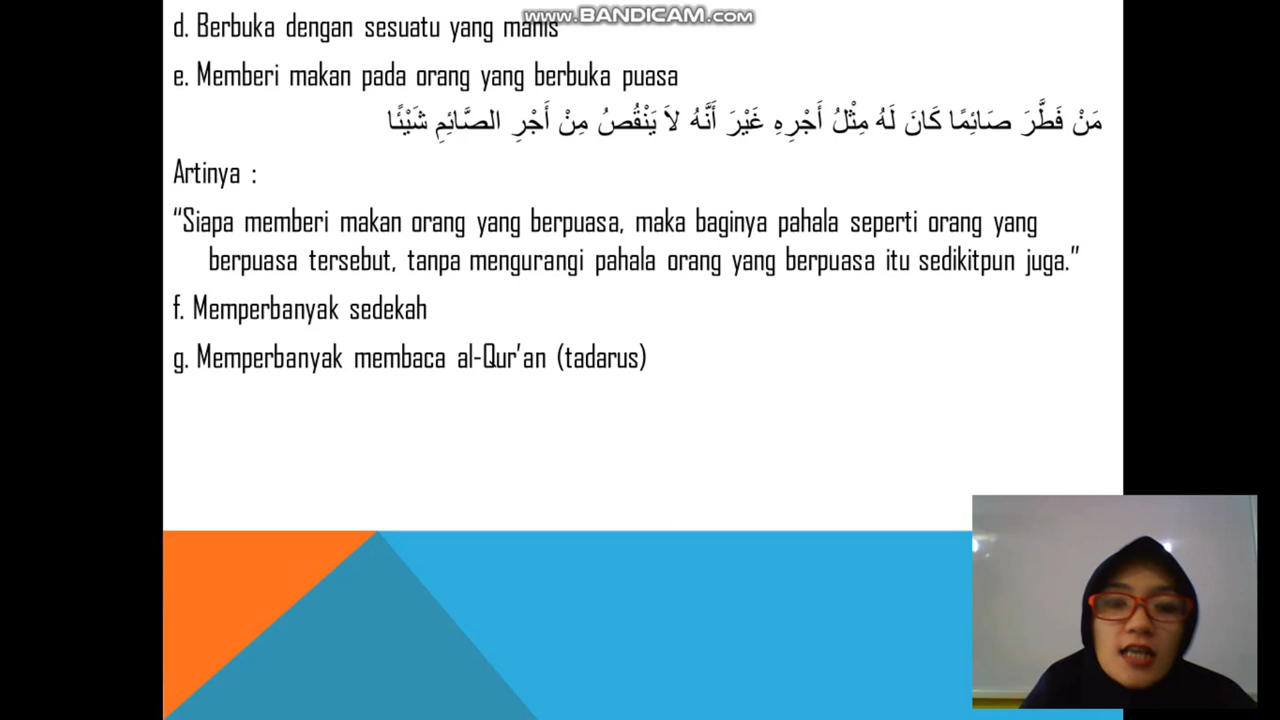 www.BANDICAM.com
d. Berbuka dengan sesuatu yang manis
e. Memberi makan pada orang yang berbuka puasa
مَنْ فَطَّرَ صَائِمًا كَانَ لَهُ مِثْلُ أَجْرِهِ غَيْرَ أَنَّهُ لاَ يَنْقُصُ مِنْ أَجْرِ الصَّائِمِ شَيْئًا
Artinya :
“Siapa memberi makan orang yang berpuasa, maka baginya pahala seperti orang yang
berpuasa tersebut, tanpa mengurangi pahala orang yang berpuasa itu sedikitpun juga.”
f. Memperbanyak sedekah
g. Memperbanyak membaca al-Qur’an (tadarus)